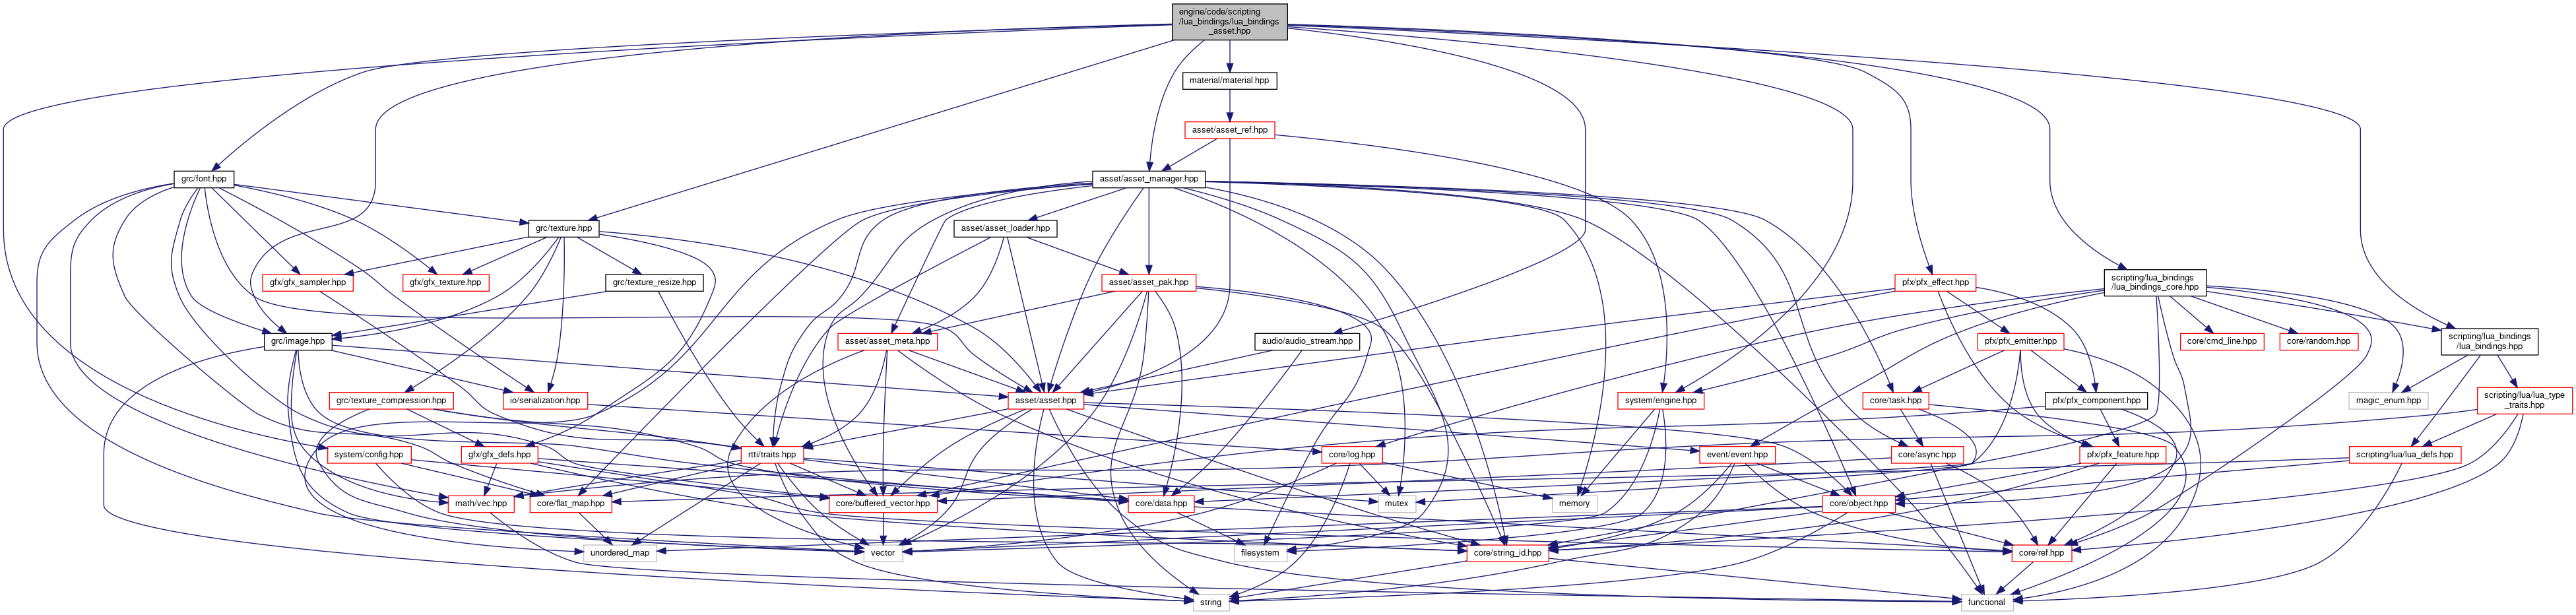 engine/code/scripting
/lua_bindings/lua_bindings
_asset.hpp
material/material.hpp
asset/asset_ref.hpp
grc/font.hpp
asset/asset_manager.hpp
grc/texture.hpp
asset/asset_loader.hpp
gfx/gfx_sampler.hpp
gfx/gfx_texture.hpp
grc/texture_resize.hpp
asset/asset_pak.hpp
pfx/pfx_effect.hpp
scripting/lua_bindings
/lua_bindings_core.hpp
grc/image.hpp
asset/asset_meta.hpp
audio/audio_stream.hpp
pfx/pfx_emitter.hpp
core/cmd_line.hpp
core/random.hpp
scripting/lua_bindings
/lua_bindings.hpp
grc/texture_compression.hpp
io/serialization.hpp
asset/asset.hpp
system/engine.hpp
core/task.hpp
pfx/pfx_component.hpp
magic_enum.hpp
scripting/lua/lua_type
_traits.hpp
system/config.hpp
gfx/gfx_defs.hpp
rtti/traits.hpp
core/log.hpp
event/event.hpp
core/async.hpp
pfx/pfx_feature.hpp
scripting/lua/lua_defs.hpp
math/vec.hpp
core/flat_map.hpp
core/buffered_vector.hpp
core/data.hpp
mutex
memory
core/object.hpp
unordered_map
vector
filesystem
core/string_id.hpp
core/ref.hpp
string
functional